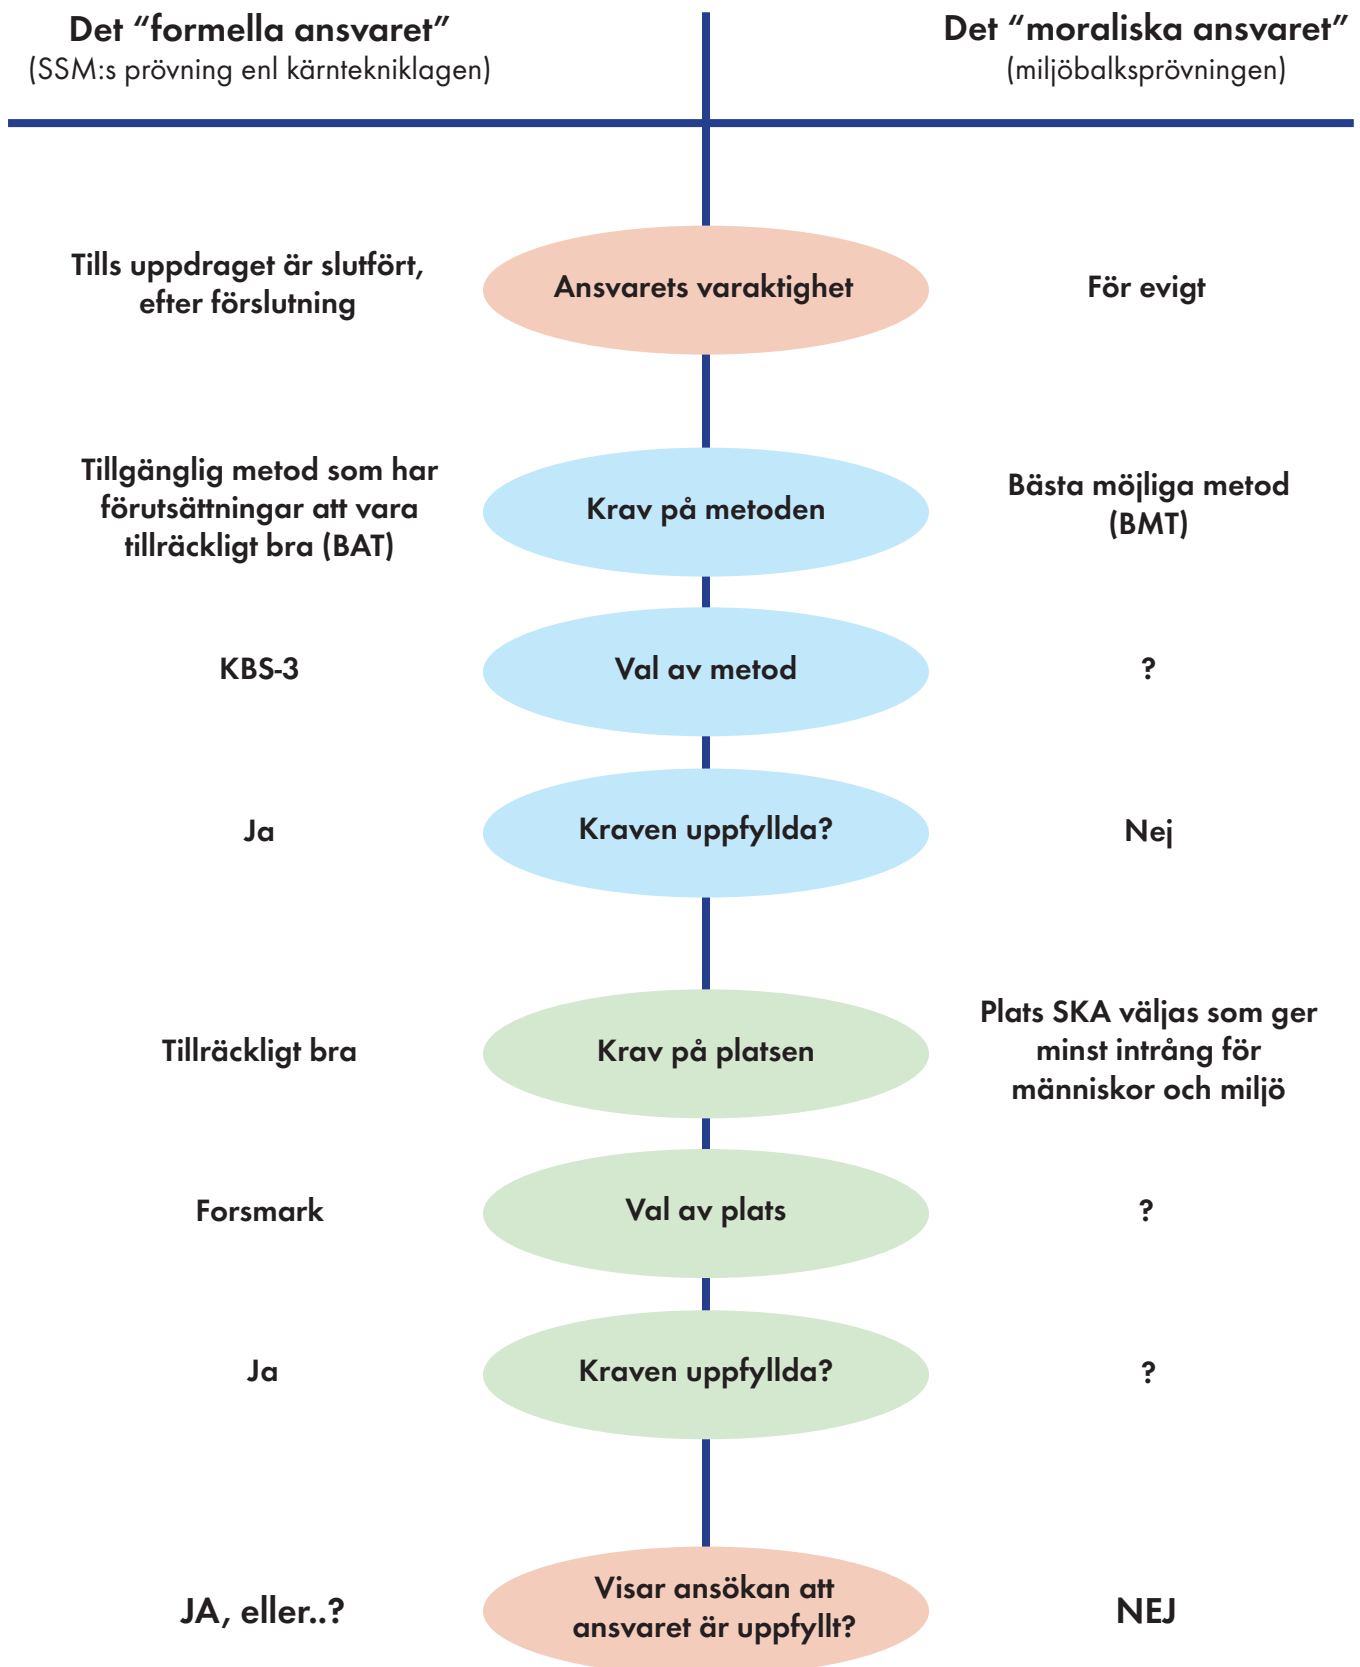 Det “formella ansvaret”
(SSM:s prövning enl kärntekniklagen)
Det “moraliska ansvaret”
(miljöbalksprövningen)
Tills uppdraget är slutfört,
efter förslutning
Ansvarets varaktighet
För evigt
Tillgänglig metod som har
förutsättningar att vara
tillräckligt bra (BAT)
Krav på metoden
Bästa möjliga metod
(BMT)
KBS-3
Val av metod
?
Ja
Kraven uppfyllda?
Nej
Tillräckligt bra
Krav på platsen
Plats SKA väljas som ger
minst intrång för
människor och miljö
Forsmark
Val av plats
?
Ja
Kraven uppfyllda?
?
JA, eller..?
Visar ansökan att
ansvaret är uppfyllt?
NEJ